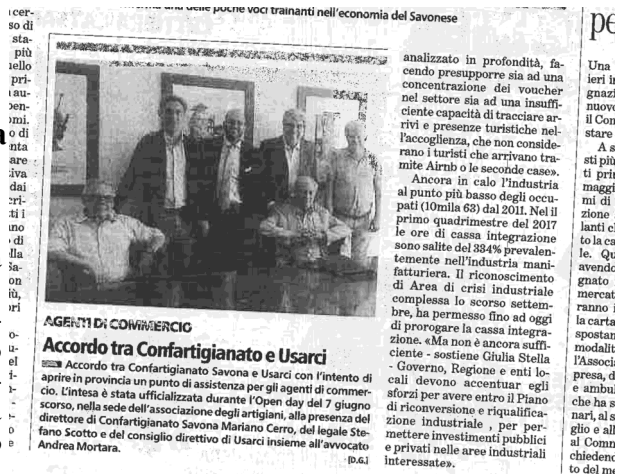 una delle poche voci trainanti nell'economia del Savonese
AGENTI DI COMMERCIO
Accordo tra Confartigianato e Usarci
Accordo tra Confartigianato Savona e Usarci con l'intento di
aprire in provincia un punto di assistenza per gli agenti di commer-
cio. L'intesa è stata ufficializzata durante l'Open day del 7 giugno
scorso, nella sede dell'associazione degli artigiani, alla presenza del
direttore di Confartigianato Savona Mariano Cerro, del legale Ste-
fano Scotto e del consiglio direttivo di Usarci insieme all'avvocato
Andrea Mortara.
[D.G.]
analizzato in profondità, fa-
cendo presupporre sia ad una
concentrazione dei voucher
nel settore sia ad una insuffi-
ciente capacità di tracciare ar-
rivi e presenze turistiche nel-
l'accoglienza, che non conside-
rano i turisti che arrivano tra-
mite Airnb o le seconde case».
Ancora in calo l'industria
al punto più basso degli occu-
pati (10mila 63) dal 2011. Nel il
primo quadrimestre del 2017
le ore di cassa integrazione
sono salite del 334% prevalen-
temente nell'industria mani-
fatturiera. Il riconoscimento
di Area di crisi industriale
complessa lo scorso settem-
bre, ha permesso fino ad oggi
di prorogare la cassa integra-
zione. «Ma non è ancora suffi-
ciente - sostiene Giulia Stella
- Governo, Regione e enti lo-
cali devono accentuar egli
sforzi per avere entro il Piano
di riconversione e riqualifica-
zione industriale , per per-
mettere investimenti pubblici
e privati nelle aree industriali
interessate».
pe
Una
ieri in
gnazi
nuovo
il Con
stare
A s
sti più
ti prin
maggi
mi di
zione
lanti cl
to la ca
le. Qu
avendo
gnato
mercat
ranno i
la carta
spostan
modalit
l'Associ
presa, d
e ambul
che ha s
nari, al s
glio e all
al Comm
chiedend
to del me